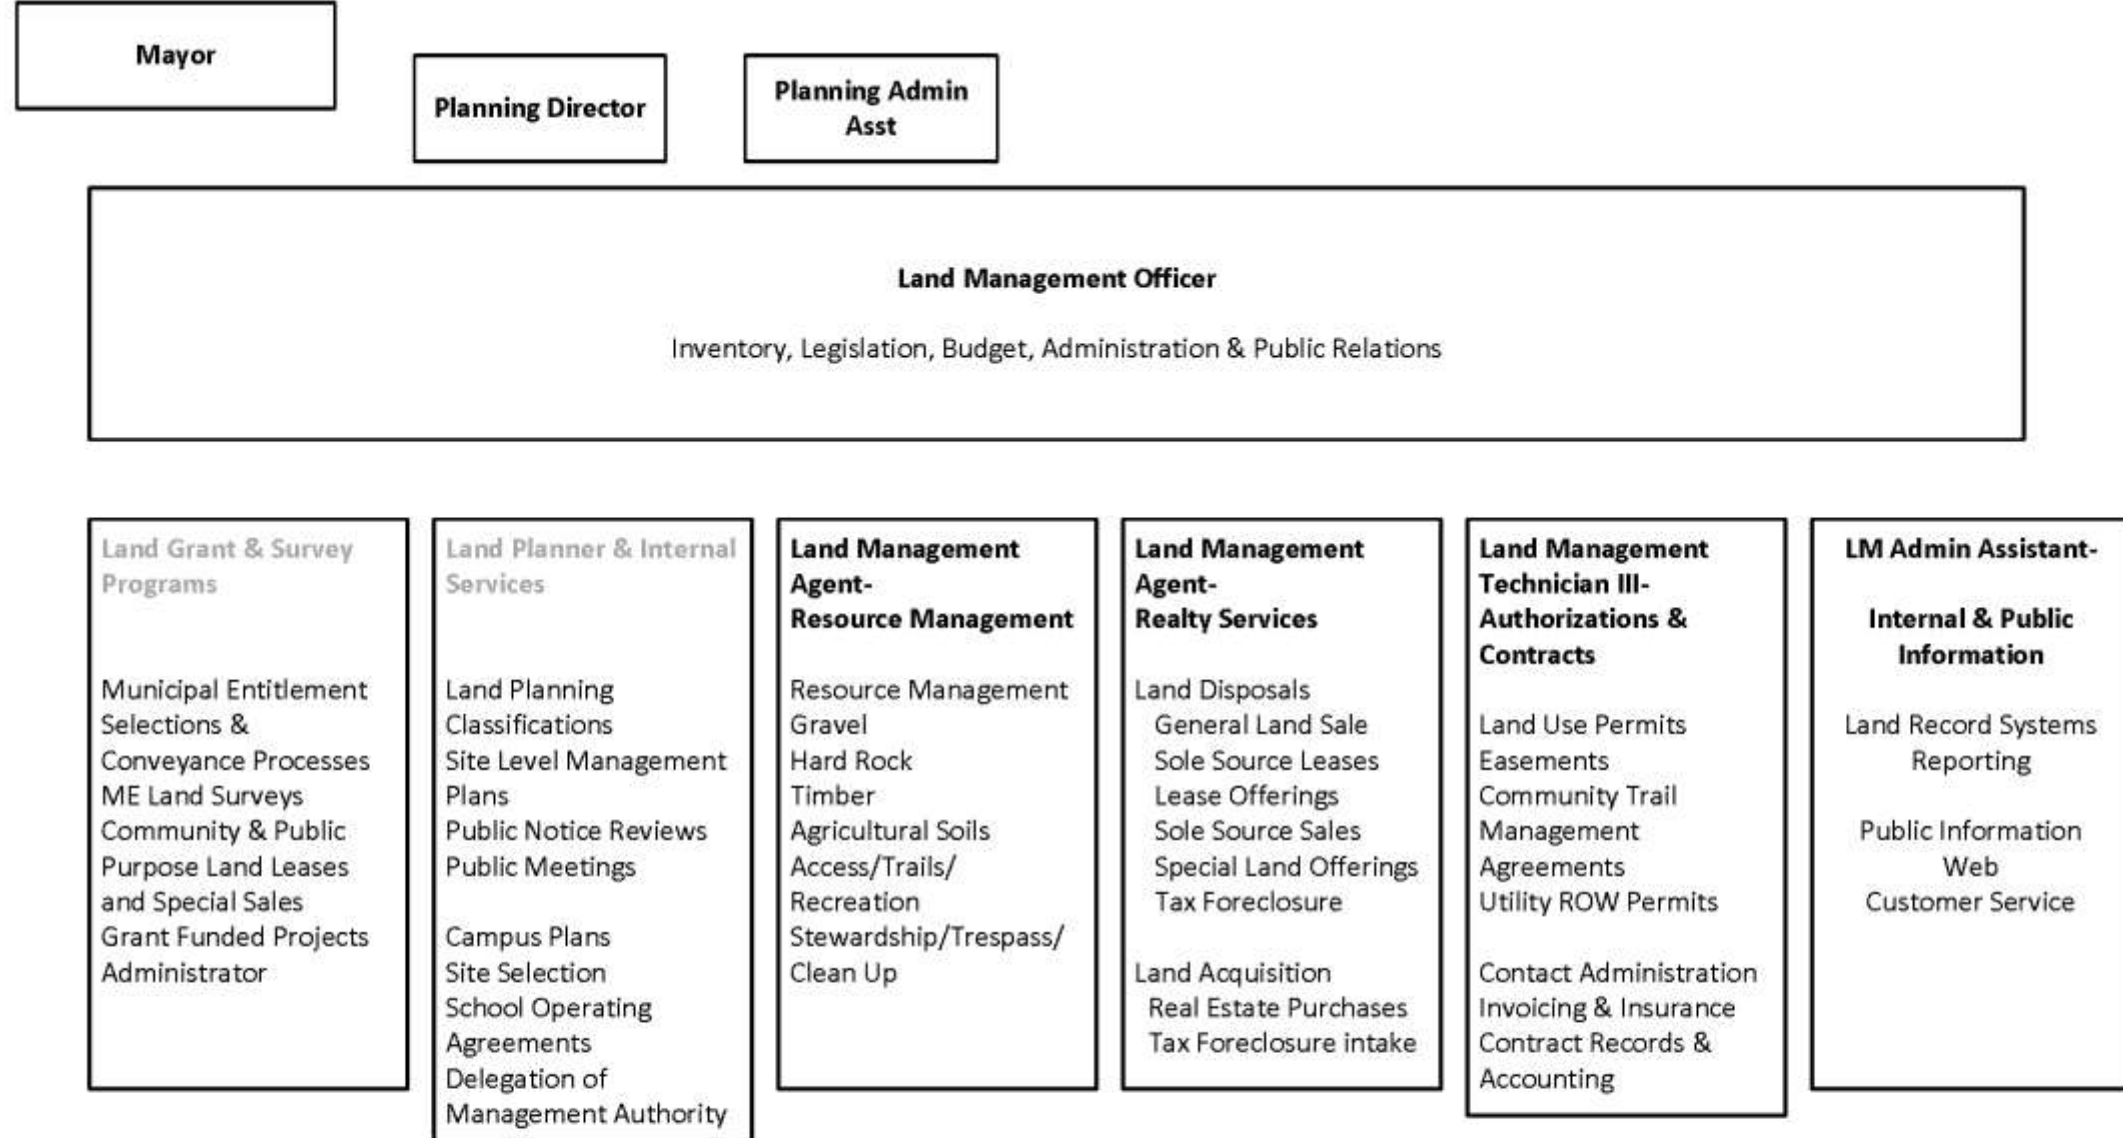 Mayor
Planning Director
Planning Admin
Asst
Land Management Officer
Inventory, Legislation, Budget, Administration & Public Relations
Land Grant & Survey
Programs
Municipal Entitlement
Selections &
Conveyance Processes
ME Land Surveys
Community & Public
Purpose Land Leases
and Special Sales
Grant Funded Projects
Administrator
Land Planner & Internal
Services
Land Planning
Classifications
Site Level Management
Plans
Public Notice Reviews
Public Meetings
Campus Plans
Site Selection
School Operating
Agreements
Delegation of
Management Authority
Land Management
Agent-
Resource Management
Resource Management
Gravel
Hard Rock
Timber
Agricultural Soils
Access/Trails/
Recreation
Stewardship/Trespass/
Clean Up
Land Management
Agent-
Realty Services
Land Disposals
General Land Sale
Sole Source Leases
Lease Offerings
Sole Source Sales
Special Land Offerings
Tax Foreclosure
Land Acquisition
Real Estate Purchases
Tax Foreclosure intake
Land Management
Technician III-
Authorizations &
Contracts
Land Use Permits
Easements
Community Trail
Management
Agreements
Utility ROW Permits
Contact Administration
Invoicing & Insurance
Contract Records &
Accounting
LM Admin Assistant-
Internal & Public
Information
Land Record Systems
Reporting
Public Information
Web
Customer Service